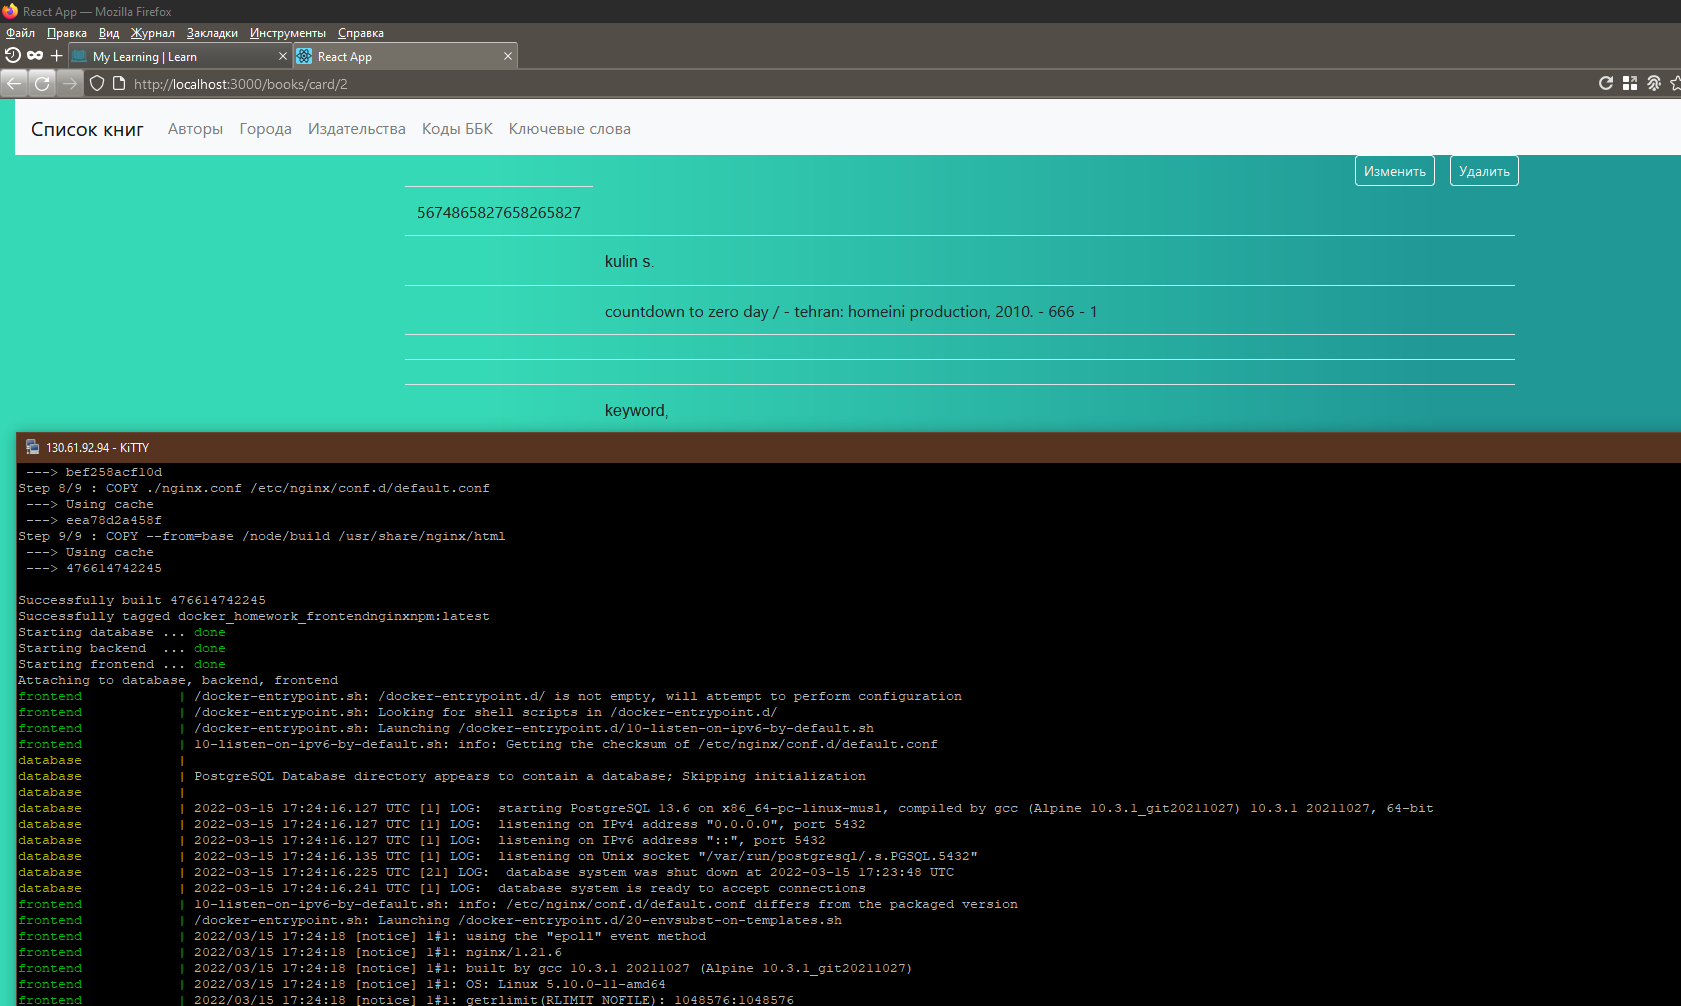 React App — Mozilla Firefox
Файл Правка Вид Журнал Закладки Инструменты Справка
My Learning | Learn
React App
http://localhost:3000/books/card/2
Список книг Авторы Города Издательства Коды ББК Ключевые слова
Изменить Удалить
5674865827658265827
kulin s.
countdown to zero day / - tehran: homeini production, 2010. - 666 - 1
keyword,
130.61.92.94 - KiTTY
---> bef258acf10d
Step 8/9 : COPY ./nginx.conf /etc/nginx/conf.d/default.conf
---> Using cache
---> eea78d2a458f
Step 9/9 : COPY --from=base /node/build /usr/share/nginx/html
---> Using cache
---> 476614742245
Successfully built 476614742245
Successfully tagged docker_homework_frontendnginxnpm:latest
Starting database ... done
Starting backend  ... done
Starting frontend ... done
Attaching to database, backend, frontend
frontend | /docker-entrypoint.sh: /docker-entrypoint.d/ is not empty, will attempt to perform configuration
frontend | /docker-entrypoint.sh: Looking for shell scripts in /docker-entrypoint.d/
frontend | /docker-entrypoint.sh: Launching /docker-entrypoint.d/10-listen-on-ipv6-by-default.sh
frontend | 10-listen-on-ipv6-by-default.sh: info: Getting the checksum of /etc/nginx/conf.d/default.conf
database |
database | PostgreSQL Database directory appears to contain a database; Skipping initialization
database |
database | 2022-03-15 17:24:16.127 UTC [1] LOG:  starting PostgreSQL 13.6 on x86_64-pc-linux-musl, compiled by gcc (Alpine 10.3.1_git20211027) 10.3.1 20211027, 64-bit
database | 2022-03-15 17:24:16.127 UTC [1] LOG:  listening on IPv4 address "0.0.0.0", port 5432
database | 2022-03-15 17:24:16.127 UTC [1] LOG:  listening on IPv6 address "::", port 5432
database | 2022-03-15 17:24:16.135 UTC [1] LOG:  listening on Unix socket "/var/run/postgresql/.s.PGSQL.5432"
database | 2022-03-15 17:24:16.225 UTC [21] LOG:  database system was shut down at 2022-03-15 17:23:48 UTC
database | 2022-03-15 17:24:16.241 UTC [1] LOG:  database system is ready to accept connections
frontend | 10-listen-on-ipv6-by-default.sh: info: /etc/nginx/conf.d/default.conf differs from the packaged version
frontend | /docker-entrypoint.sh: Launching /docker-entrypoint.d/20-envsubst-on-templates.sh
frontend | 2022/03/15 17:24:18 [notice] 1#1: using the "epoll" event method
frontend | 2022/03/15 17:24:18 [notice] 1#1: nginx/1.21.6
frontend | 2022/03/15 17:24:18 [notice] 1#1: built by gcc 10.3.1 20211027 (Alpine 10.3.1_git20211027)
frontend | 2022/03/15 17:24:18 [notice] 1#1: OS: Linux 5.10.0-11-amd64
frontend | 2022/03/15 17:24:18 [notice] 1#1: getrlimit(RLIMIT_NOFILE): 1048576:1048576